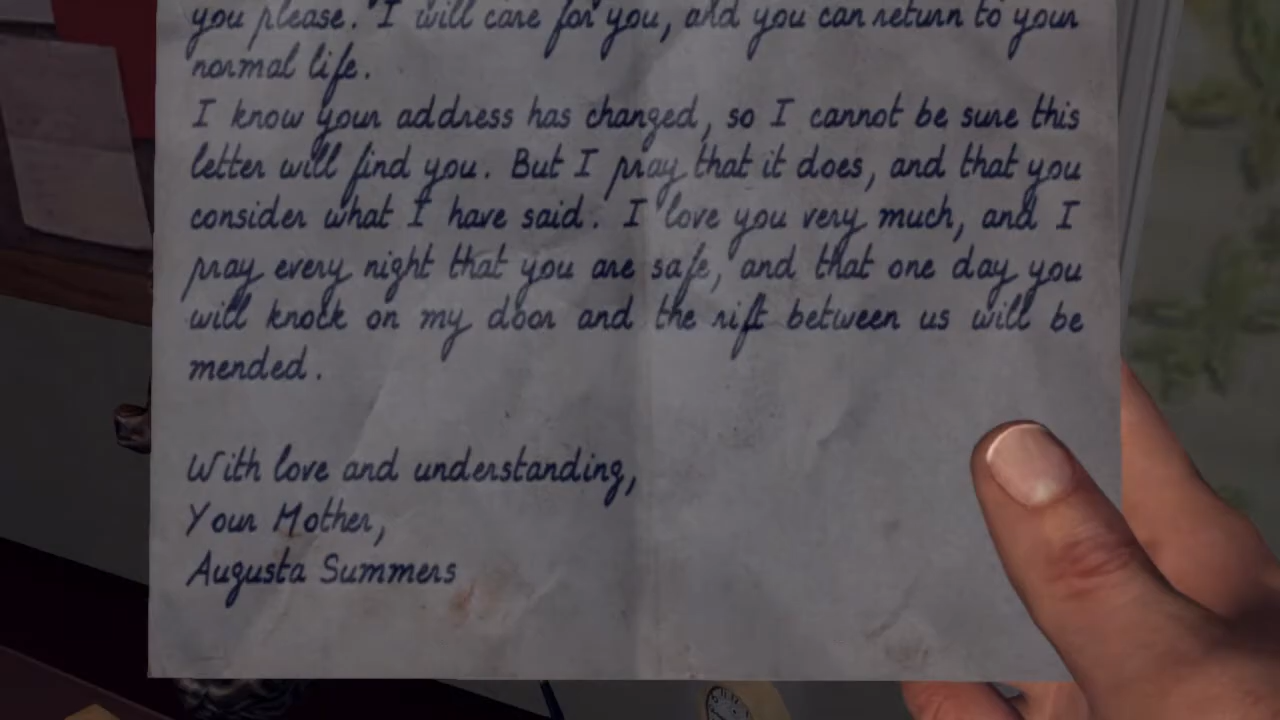 you please. I will care for you, and you can return to your
normal life.
I know your address has changed, so I cannot be sure this
letter will find you. But I pray that it does, and that you
consider what I have said. I love you very much, and I
pray every night that you are safe, and that one day you
will knock on my door and the rift between us will be
mended.
With love and understanding,
Your Mother,
Augusta Summers